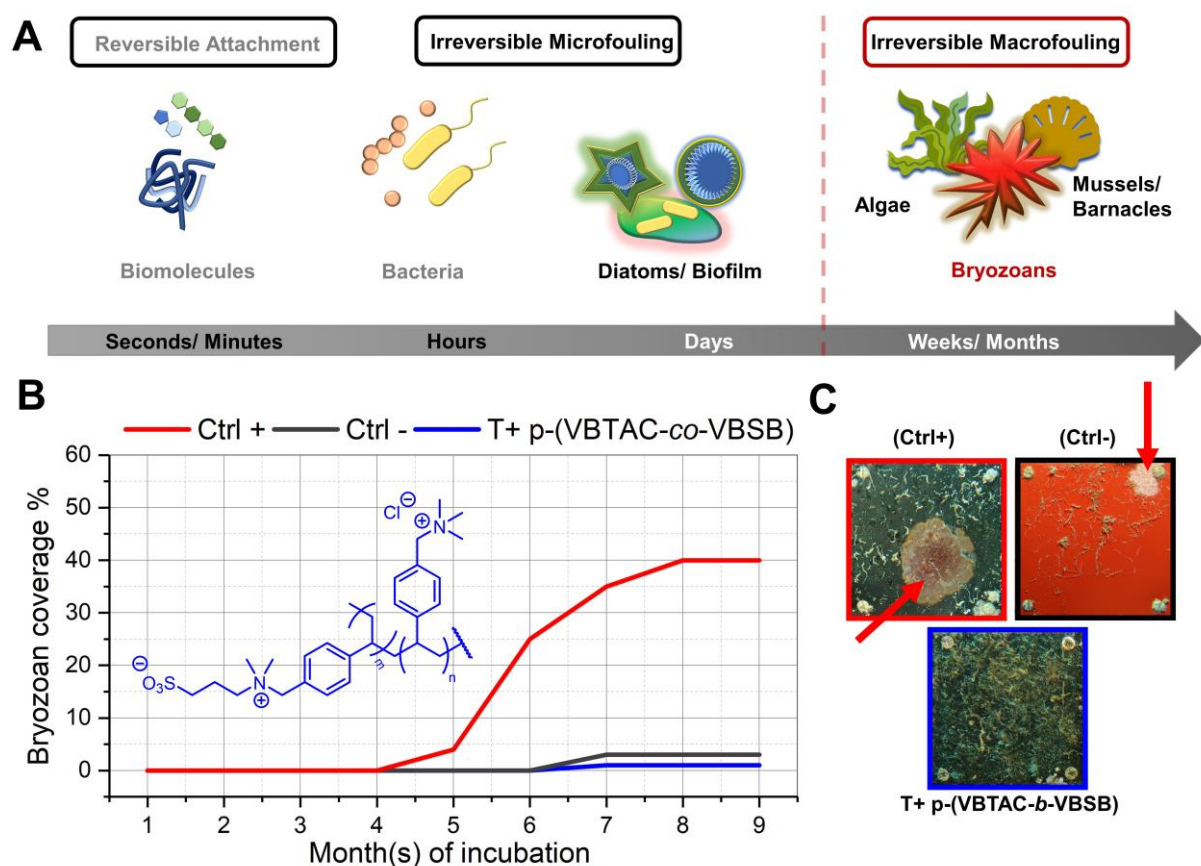 A
Reversible Attachment
Irreversible Microfouling
Irreversible Macrofouling
Algae
Mussels/
Barnacles
Biomolecules
Bacteria
Diatoms/ Biofilm
Bryozoans
Seconds/ Minutes
Hours
Days
Weeks/ Months
B
Ctrl +
Ctrl -
T+ p-(VBTAC-co-VBSB)
Bryozoan coverage %
60
50
40
30
20
10
0
Cl⊖
N
⊕
m
n
⊖
O₃S
N
⊕
1 2 3 4 5 6 7 8 9
Month(s) of incubation
C
(Ctrl+)
(Ctrl-)
T+ p-(VBTAC-b-VBSB)